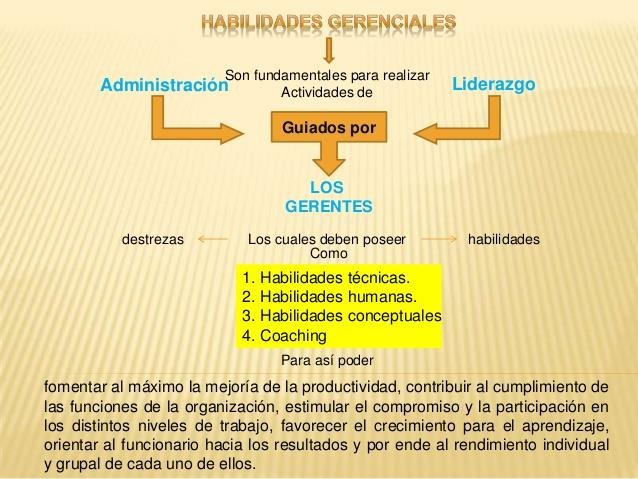 HABILIDADES GERENCIALES
Son fundamentales para realizar
Actividades de
Administración
Liderazgo
Guiados por
LOS
GERENTES
destrezas
Los cuales deben poseer
habilidades
Como
1. Habilidades técnicas.
2. Habilidades humanas.
3. Habilidades conceptuales
4. Coaching
Para así poder
fomentar al máximo la mejoría de la productividad, contribuir al cumplimiento de
las funciones de la organización, estimular el compromiso y la participación en
los distintos niveles de trabajo, favorecer el crecimiento para el aprendizaje,
orientar al funcionario hacia los resultados y por ende al rendimiento individual
y grupal de cada uno de ellos.